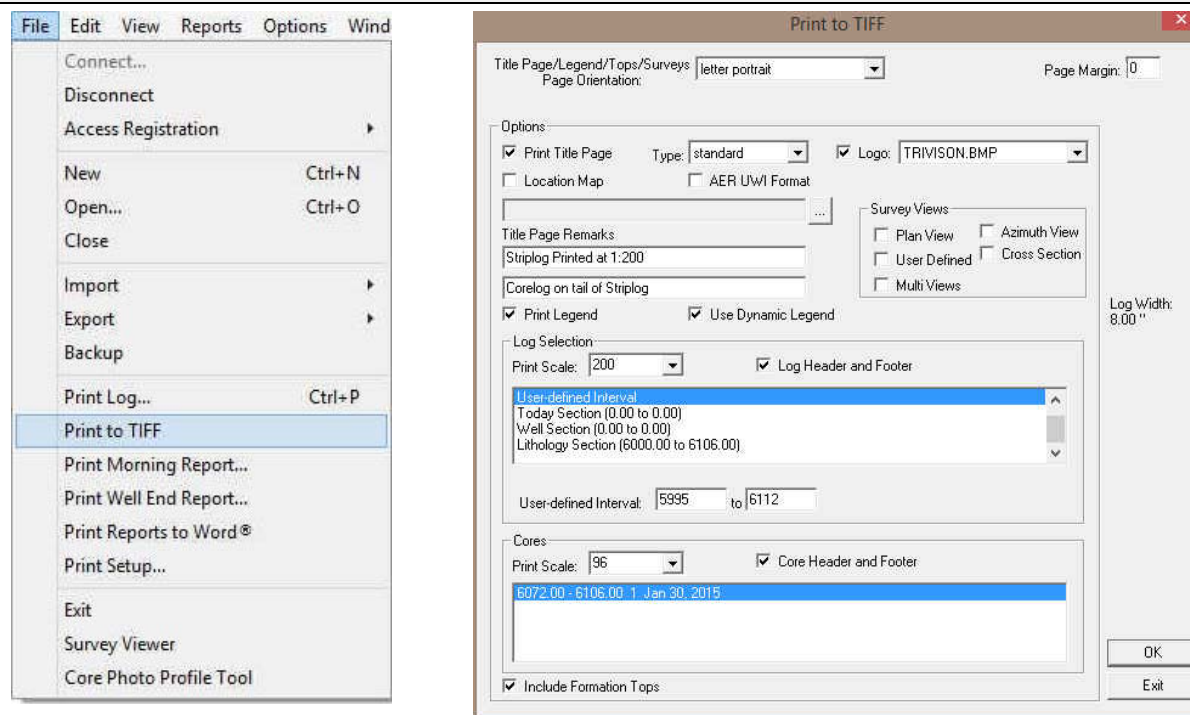 File Edit View Reports Options Wind
Connect...
Disconnect
Access Registration
New Ctrl+N
Open... Ctrl+O
Close
Import
Export
Backup
Print Log... Ctrl+P
Print to TIFF
Print Morning Report...
Print Well End Report...
Print Reports to Word®
Print Setup...
Exit
Survey Viewer
Core Photo Profile Tool
Print to TIFF
Title Page/Legend/Tops/Surveys
Page Orientation: letter portrait
Page Margin: 0
Options
Print Title Page Type: standard Logo: TRIVISON.BMP
Location Map AER UWI Format
...
Title Page Remarks
Striplog Printed at 1:200
Corelog on tail of Striplog
Survey Views
Plan View Azimuth View
User Defined Cross Section
Multi Views
Print Legend Use Dynamic Legend
Log Width:
8.00 "
Log Selection
Print Scale: 200 Log Header and Footer
User-defined Interval
Today Section (0.00 to 0.00)
Well Section (0.00 to 0.00)
Lithology Section (6000.00 to 6106.00)
User-defined Interval: 5995 to 6112
Cores
Print Scale: 96 Core Header and Footer
6072.00 - 6106.00 1 Jan 30, 2015
Include Formation Tops
OK
Exit